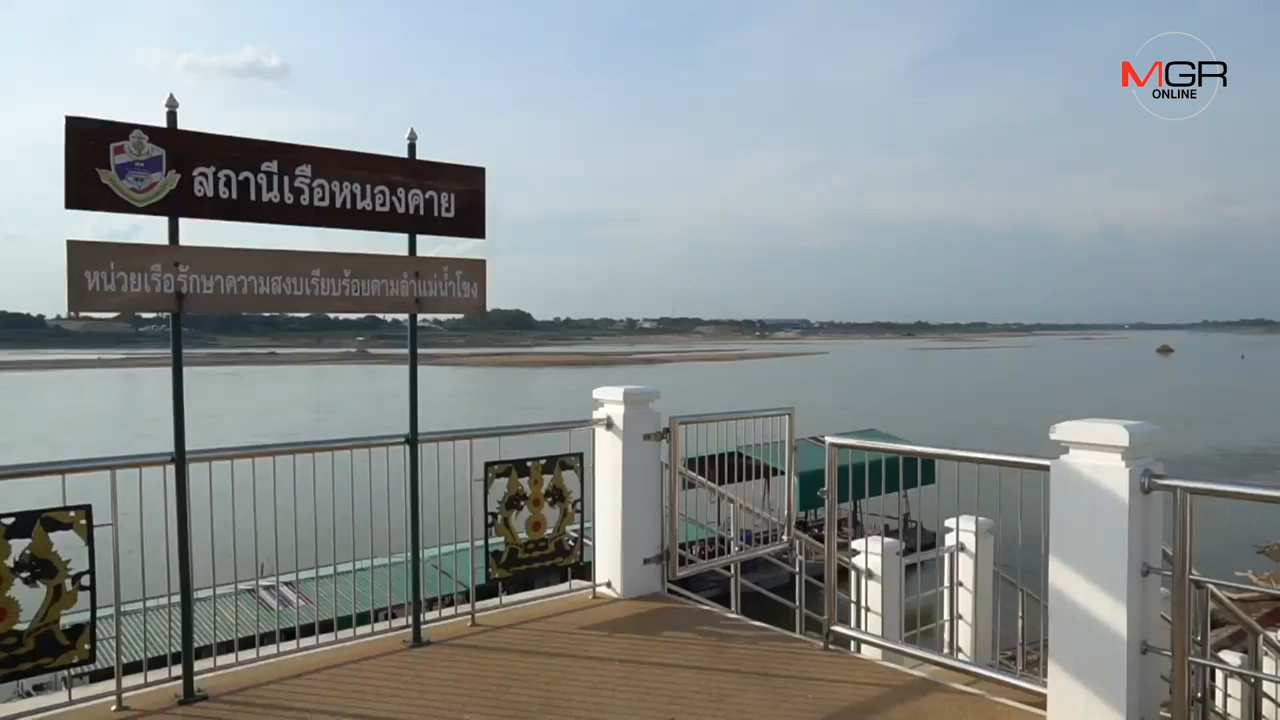 MGR
ONLINE
สถานีเรือหนองคาย
หน่วยเรือรักษาความสงบเรียบร้อยตามลำแม่น้ำโขง